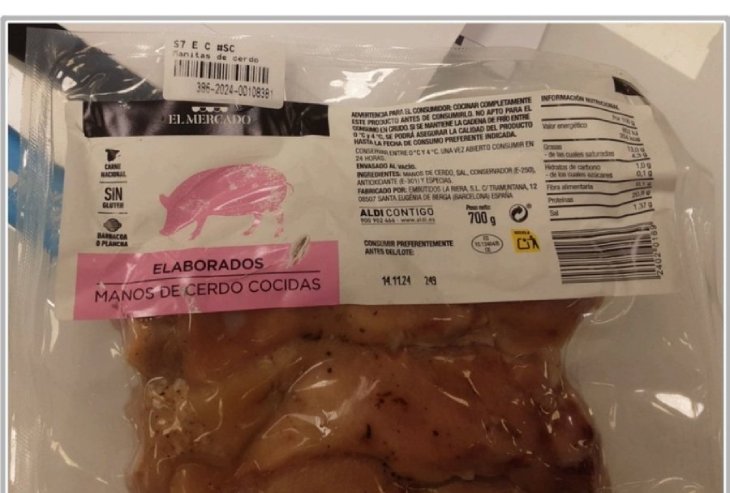 S7 E C #SC
Manitas de cerdo
386-2024-00108381
EL MERCADO
CARNE
NACIONAL
SIN
GLUTEN
BARBACOA
O PLANCHA
ELABORADOS
MANOS DE CERDO COCIDAS
ADVERTENCIA PARA EL CONSUMIDOR: COCINAR COMPLETAMENTE
ESTE PRODUCTO ANTES DE CONSUMIRLO. NO APTO PARA EL
CONSUMO EN CRUDO. SI SE MANTIENE LA CADENA DE FRÍO ENTRE
0 °C y 4 °C, SE PODRÁ ASEGURAR LA CALIDAD DEL PRODUCTO
HASTA LA FECHA DE CONSUMO PREFERENTE INDICADA.
CONSERVAR ENTRE 0 °C Y 4 °C. UNA VEZ ABIERTO CONSUMIR EN
24 HORAS.
ENVASADO AL VACÍO.
INGREDIENTES: MANOS DE CERDO, SAL, CONSERVADOR (E-250),
ANTIOXIDANTE (E-301) Y ESPECIAS.
FABRICADO POR: EMBUTIDOS LA RIERA, S.L. C/ TRAMUNTANA, 12
08507 SANTA EUGÈNIA DE BERGA (BARCELONA) ESPAÑA
ALDI CONTIGO
900 902 466 - www.aldi.es
Peso neto:
700 g
CONSUMIR PREFERENTEMENTE
ANTES DEL/LOTE:
14.11.24 249
INFORMACIÓN NUTRICIONAL
Valor energético
Grasas
- de las cuales saturadas
Hidratos de carbono 1,0 g
- de los cuales azúcares 0,1 g
Fibra alimentaria
Proteínas
Sal 1,37 g